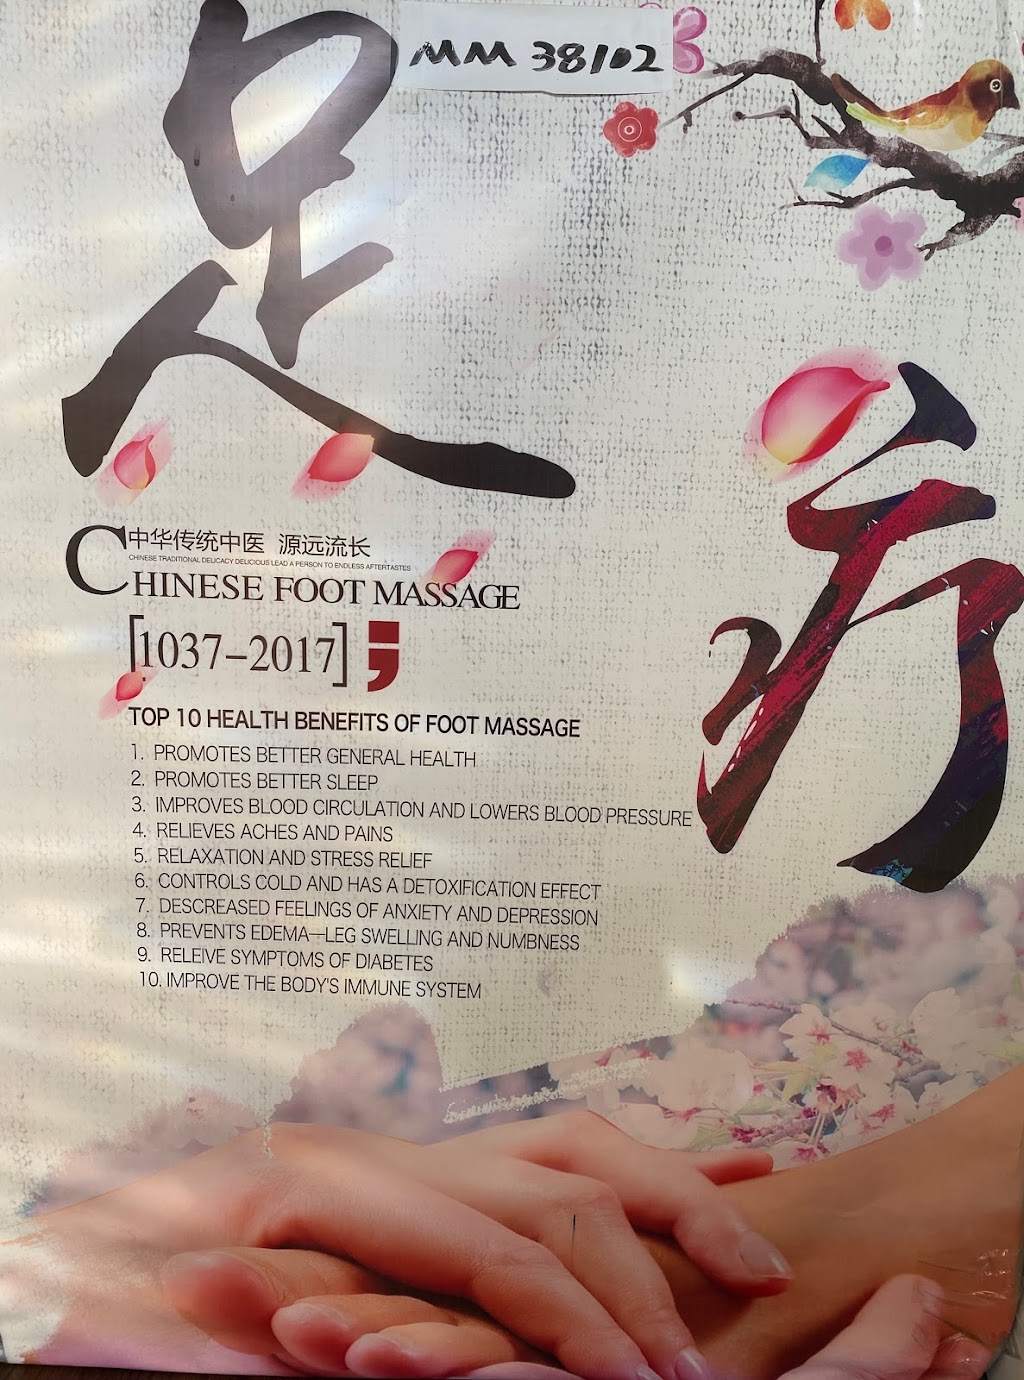 MM 38102
足
疗
中华传统中医 源远流长
CHINESE TRADITIONAL DELICACY DELICIOUS LEAD A PERSON TO ENDLESS AFTERTASTES
CHINESE FOOT MASSAGE
[1037-2017];
TOP 10 HEALTH BENEFITS OF FOOT MASSAGE
1. PROMOTES BETTER GENERAL HEALTH
2. PROMOTES BETTER SLEEP
3. IMPROVES BLOOD CIRCULATION AND LOWERS BLOOD PRESSURE
4. RELIEVES ACHES AND PAINS
5. RELAXATION AND STRESS RELIEF
6. CONTROLS COLD AND HAS A DETOXIFICATION EFFECT
7. DESCREASED FEELINGS OF ANXIETY AND DEPRESSION
8. PREVENTS EDEMA—LEG SWELLING AND NUMBNESS
9. RELEIVE SYMPTOMS OF DIABETES
10. IMPROVE THE BODY'S IMMUNE SYSTEM